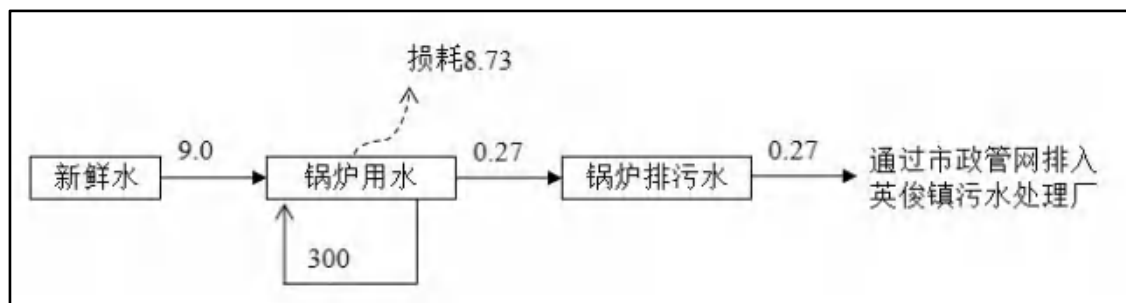 损耗8.73
新鲜水
9.0
锅炉用水
0.27
锅炉排污水
0.27
通过市政管网排入
英俊镇污水处理厂
300